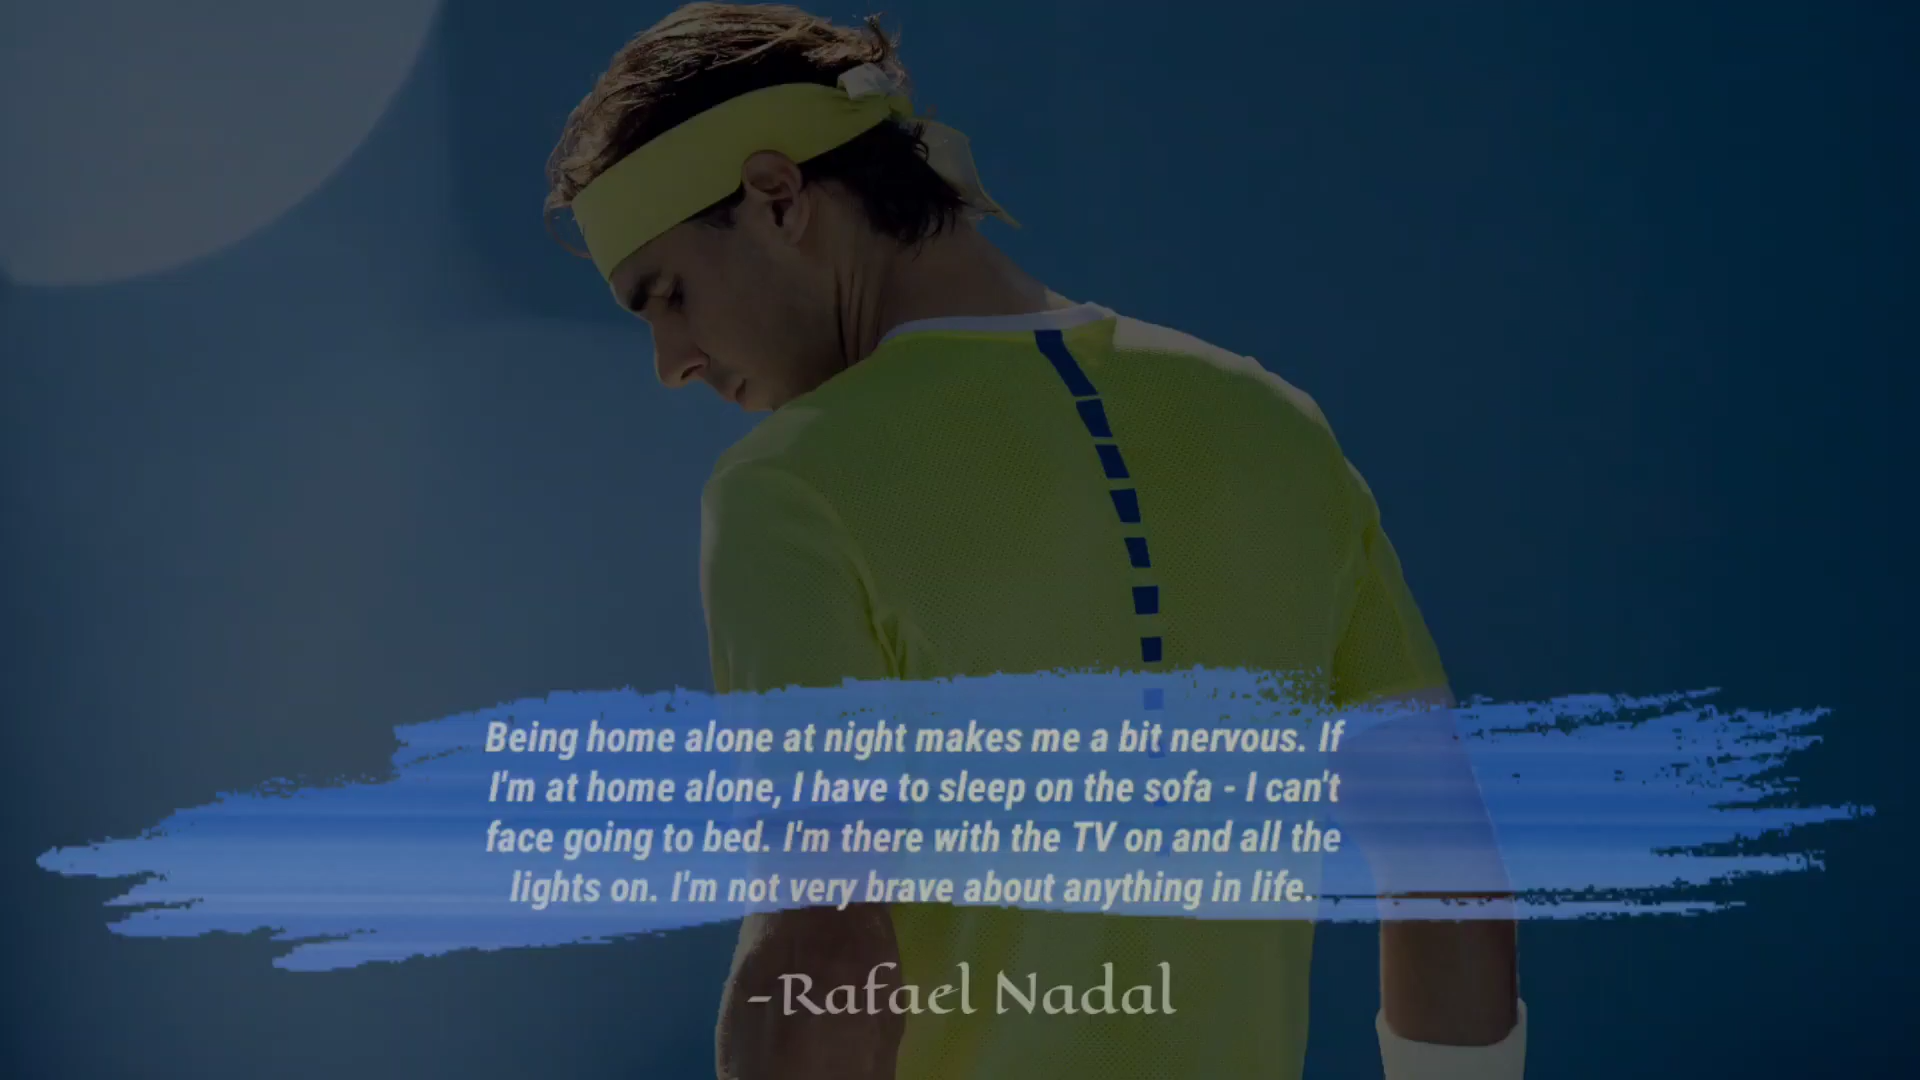 Being home alone at night makes me a bit nervous. If
I'm at home alone, I have to sleep on the sofa - I can't
face going to bed. I'm there with the TV on and all the
lights on. I'm not very brave about anything in life.
-Rafael Nadal